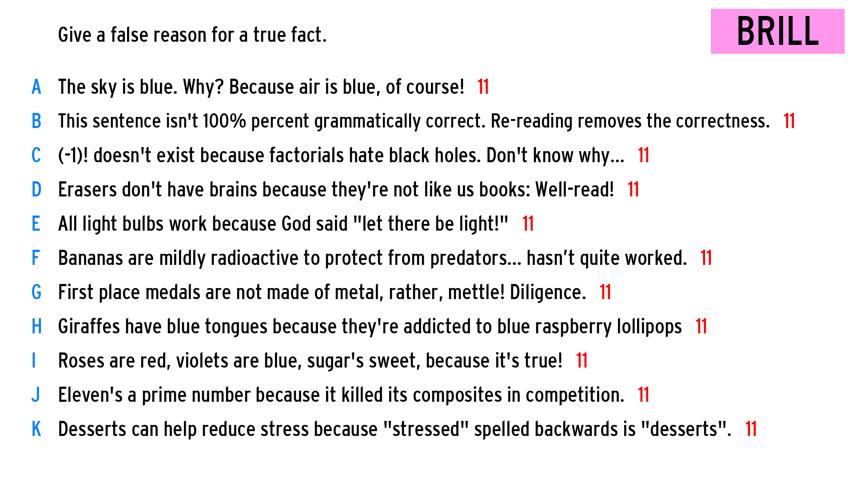 Give a false reason for a true fact.
BRILL
A The sky is blue. Why? Because air is blue, of course! 11
B This sentence isn't 100% percent grammatically correct. Re-reading removes the correctness. 11
C (-1)! doesn't exist because factorials hate black holes. Don't know why... 11
D Erasers don't have brains because they're not like us books: Well-read! 11
E All light bulbs work because God said "let there be light!" 11
F Bananas are mildly radioactive to protect from predators... hasn’t quite worked. 11
G First place medals are not made of metal, rather, mettle! Diligence. 11
H Giraffes have blue tongues because they're addicted to blue raspberry lollipops 11
I Roses are red, violets are blue, sugar's sweet, because it's true! 11
J Eleven's a prime number because it killed its composites in competition. 11
K Desserts can help reduce stress because "stressed" spelled backwards is "desserts". 11